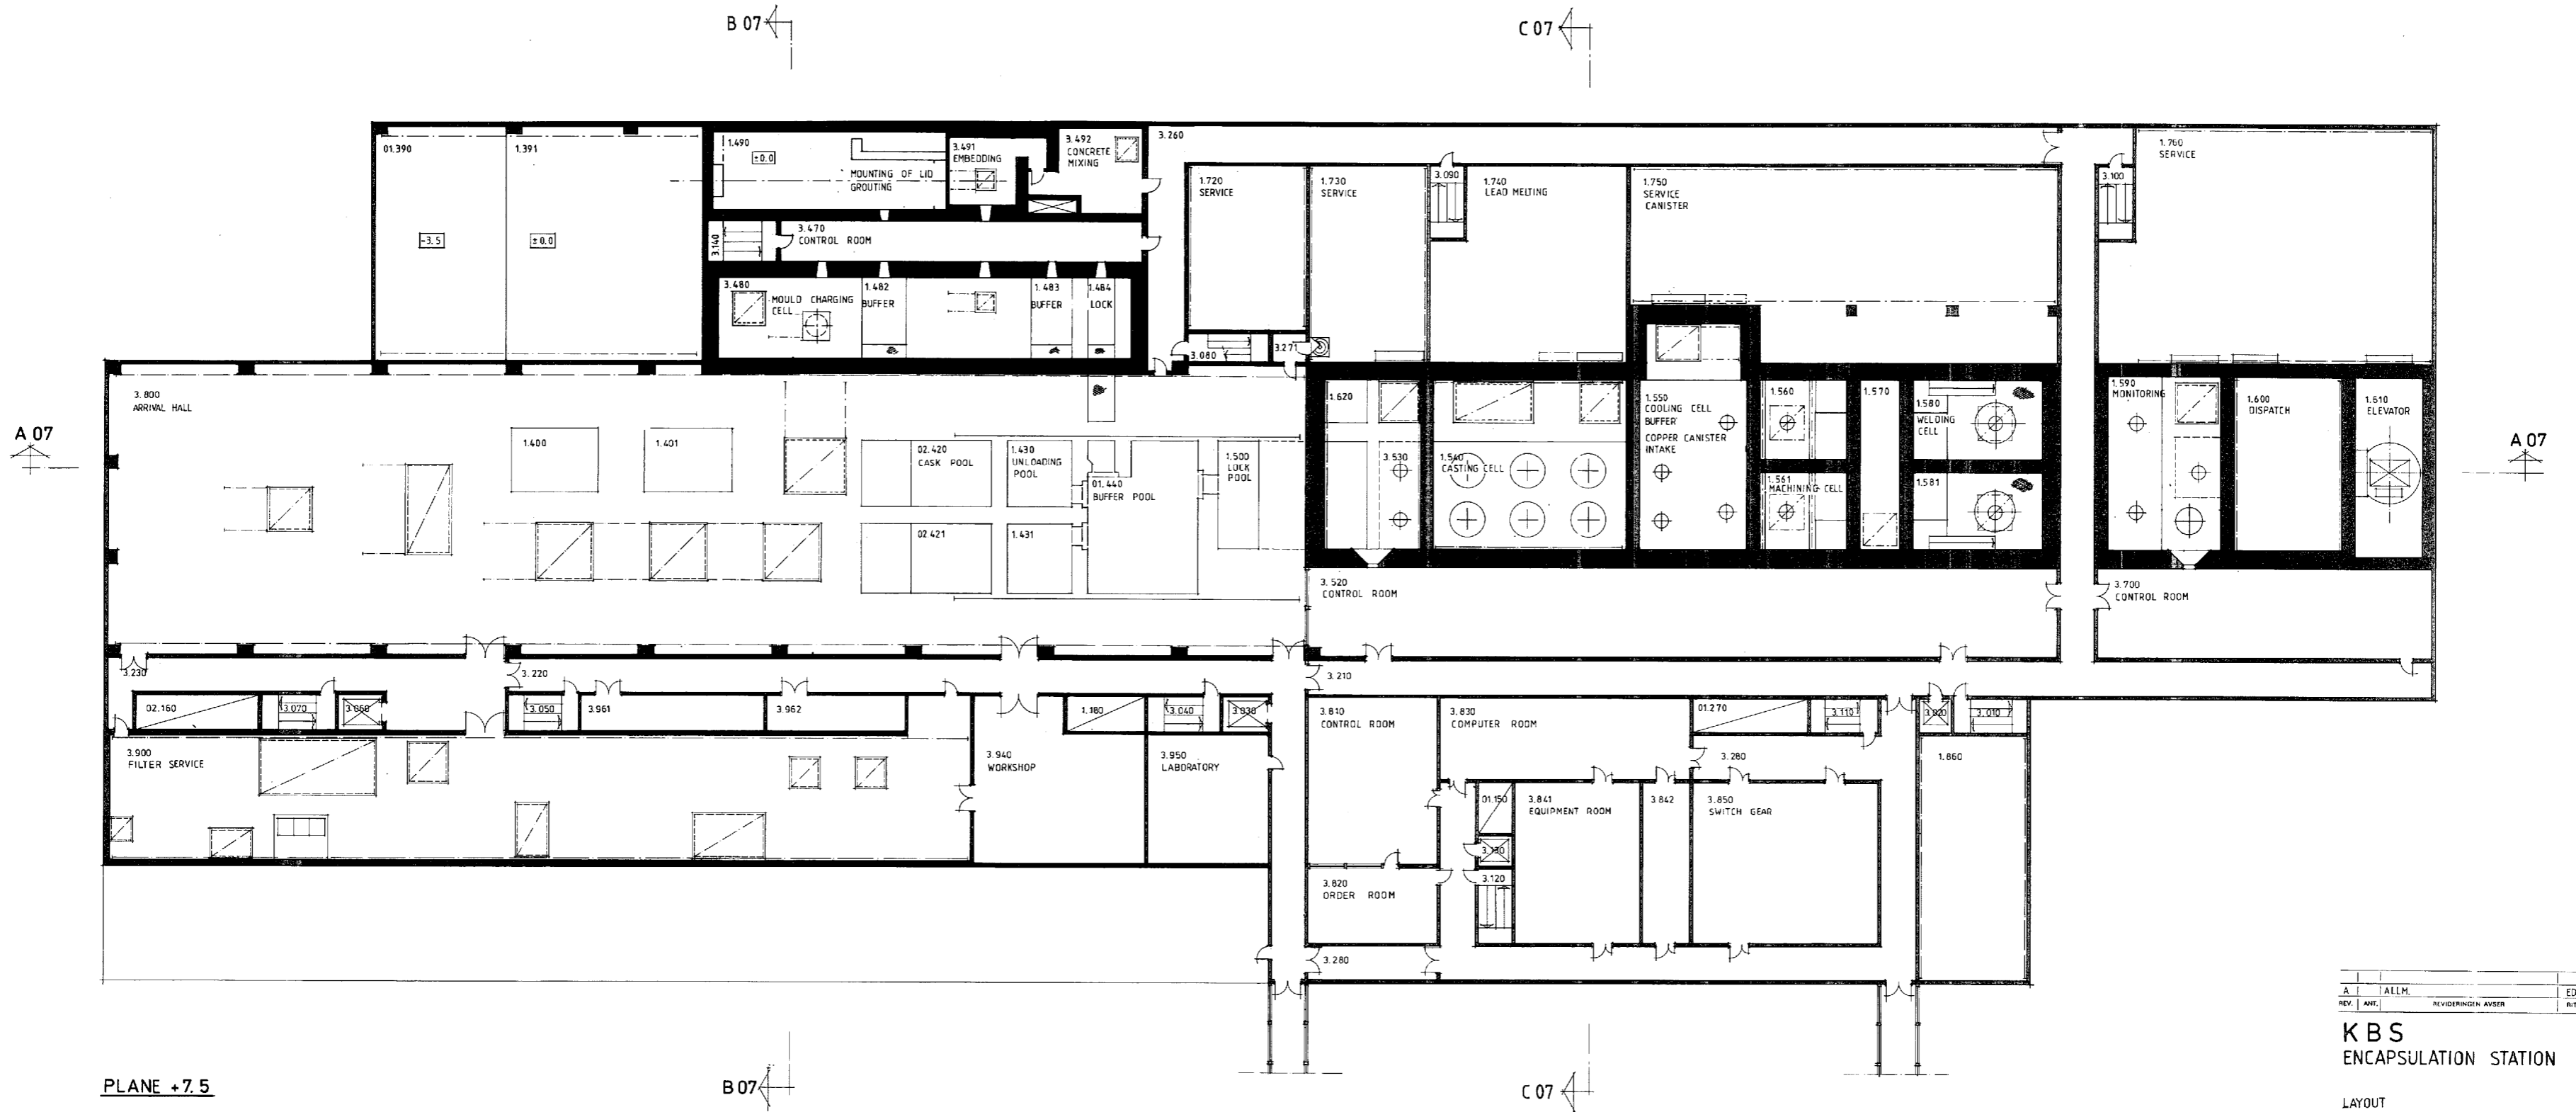 B 07
C 07
01.390
1.391
-3.5
±0.0
1.490
±0.0
MOUNTING OF LID
GROUTING
3.491
EMBEDDING
3.492
CONCRETE
MIXING
3.260
3.140
3.470
CONTROL ROOM
3.480
MOULD CHARGING
CELL
1.482
BUFFER
1.483
BUFFER
1.484
LOCK
1.720
SERVICE
1.730
SERVICE
3.090
1.740
LEAD MELTING
1.750
SERVICE
CANISTER
3.100
1.760
SERVICE
3.080
3.271
3.800
ARRIVAL HALL
A 07
A 07
1.400
1.401
02.420
CASK POOL
1.430
UNLOADING
POOL
01.440
BUFFER POOL
1.500
LOCK
POOL
02.421
1.431
1.620
3.530
1.540
CASTING CELL
1.550
COOLING CELL
BUFFER
COPPER CANISTER
INTAKE
1.560
1.561
MACHINING CELL
1.570
1.580
WELDING
CELL
1.581
1.590
MONITORING
1.600
DISPATCH
1.610
ELEVATOR
3.520
CONTROL ROOM
3.700
CONTROL ROOM
3.230
3.220
3.210
02.160
3.070
3.060
3.050
3.961
3.962
1.180
3.040
3.030
3.900
FILTER SERVICE
3.940
WORKSHOP
3.950
LABORATORY
3.810
CONTROL ROOM
3.830
COMPUTER ROOM
01.270
3.110
3.020
3.010
3.280
1.860
01.150
3.841
EQUIPMENT ROOM
3.842
3.850
SWITCH GEAR
3.130
3.120
3.820
ORDER ROOM
3.280
B 07
C 07
PLANE +7.5
A ALLM.
REV. ANT. REVIDERINGEN AVSER
KBS
ENCAPSULATION STATION
LAYOUT